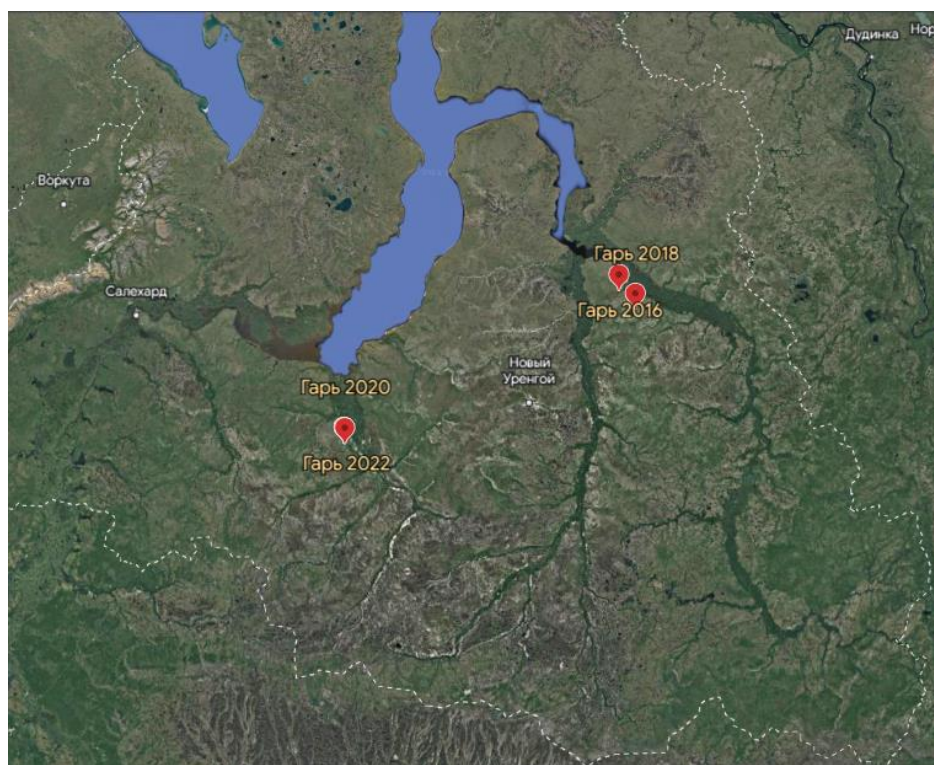 Дудинка
Нор
Воркута
Гарь 2018
Салехард
Гарь 2016
Новый
Уренгой
Гарь 2020
Гарь 2022